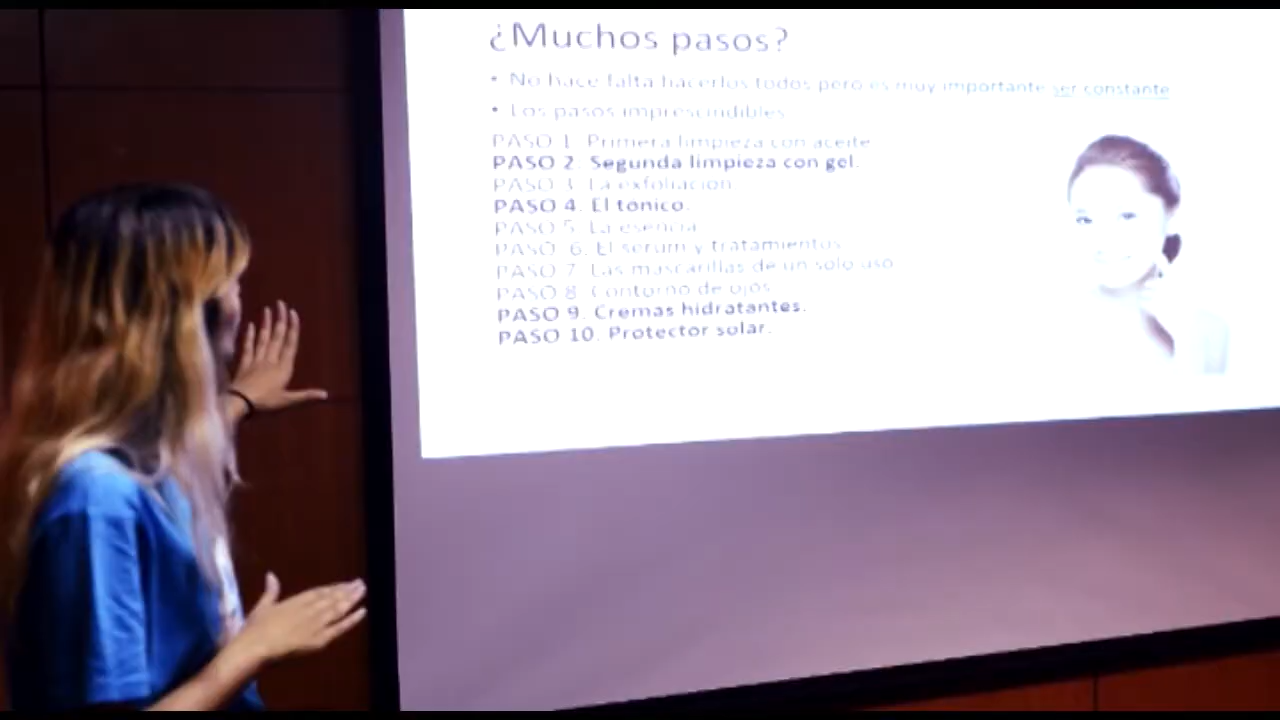 ¿Muchos pasos?
• No hace falta hacerlos todos pero es muy importante ser constante
• Los pasos imprescindibles
PASO 1. Primera limpieza con aceite
PASO 2. Segunda limpieza con gel.
PASO 3. La exfoliación
PASO 4. El tónico.
PASO 5. La esencia
PASO 6. El serum y tratamientos
PASO 7. Las mascarillas de un solo uso
PASO 8. Contorno de ojos
PASO 9. Cremas hidratantes.
PASO 10. Protector solar.